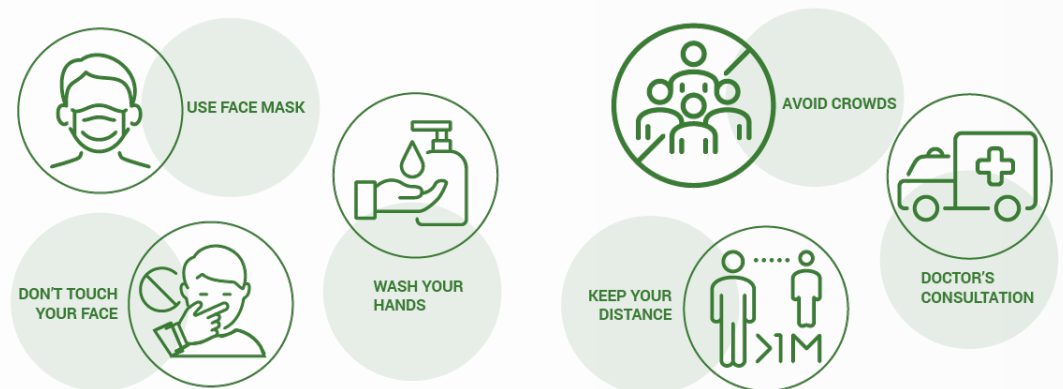 USE FACE MASK
WASH YOUR
HANDS
DON'T TOUCH
YOUR FACE
AVOID CROWDS
DOCTOR'S
CONSULTATION
KEEP YOUR
DISTANCE
>1M